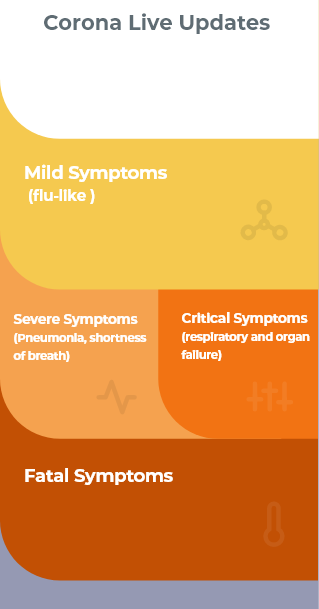 Corona Live Updates
Mild Symptoms
(flu-like )
Severe Symptoms
(Pneumonia, shortness
of breath)
Critical Symptoms
(respiratory and organ
failure)
Fatal Symptoms